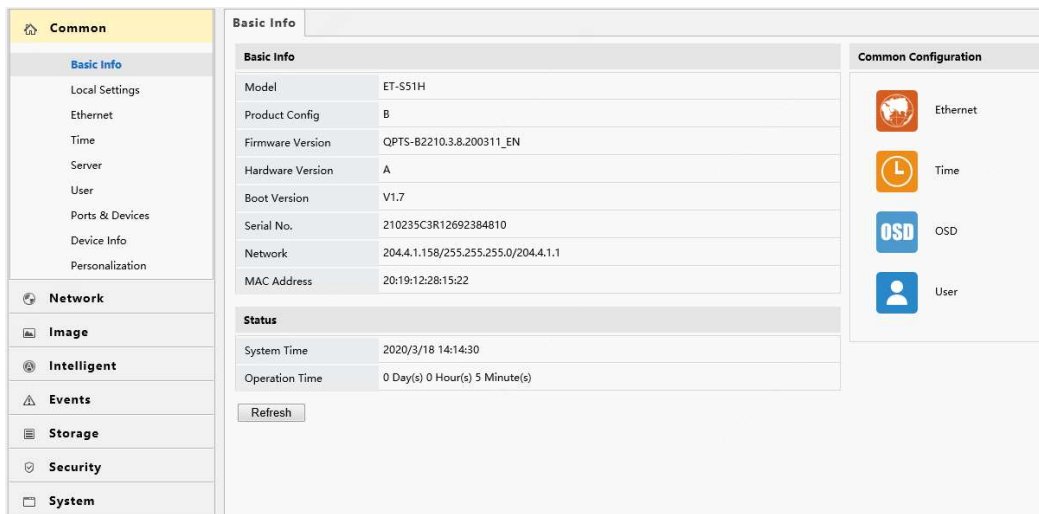 Common
Basic Info
Local Settings
Ethernet
Time
Server
User
Ports & Devices
Device Info
Personalization
Network
Image
Intelligent
Events
Storage
Security
System
Basic Info
Basic Info
Model ET-S51H
Product Config B
Firmware Version QPTS-B2210.3.8.200311_EN
Hardware Version A
Boot Version V1.7
Serial No. 210235C3R12692384810
Network 204.4.1.158/255.255.255.0/204.4.1.1
MAC Address 20:19:12:28:15:22
Status
System Time 2020/3/18 14:14:30
Operation Time 0 Day(s) 0 Hour(s) 5 Minute(s)
Refresh
Common Configuration
Ethernet
Time
OSD OSD
User